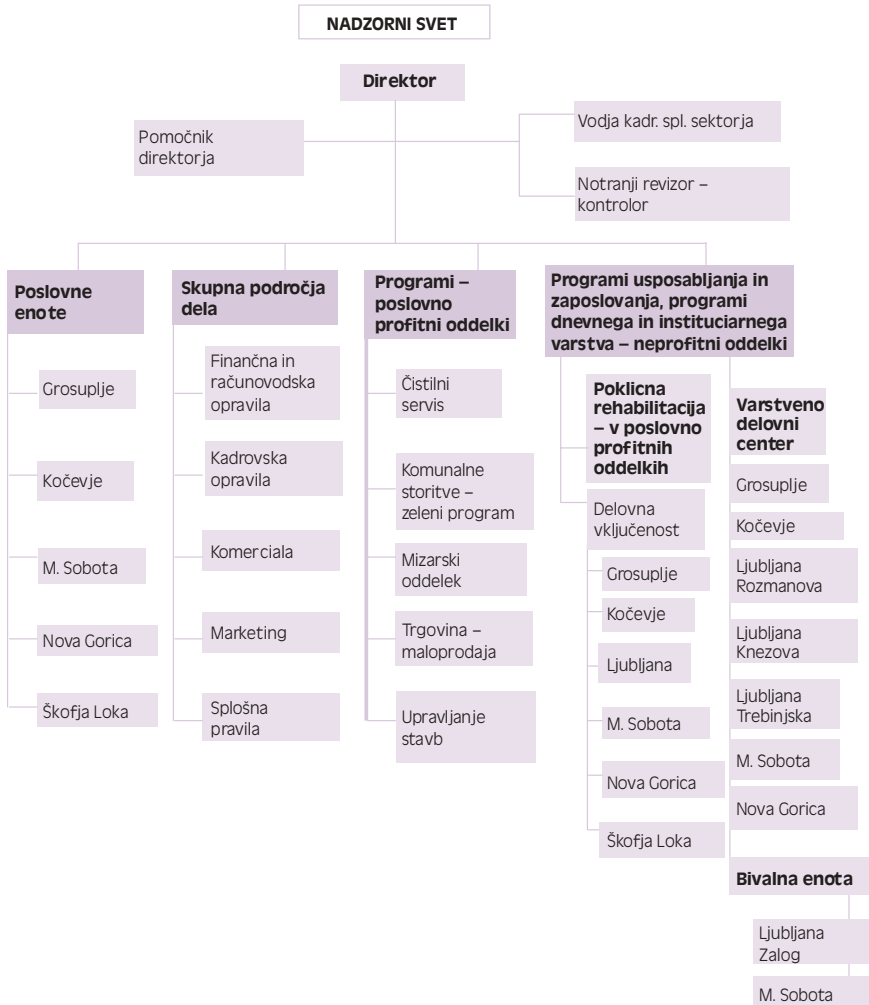 NADZORNI SVET
Direktor
Pomočnik
direktorja
Vodja kadr. spl. sektorja
Notranji revizor –
kontrolor
Poslovne
enote
Grosuplje
Kočevje
M. Sobota
Nova Gorica
Škofja Loka
Skupna področja
dela
Finančna in
računovodska
opravila
Kadrovska
opravila
Komerciala
Marketing
Splošna
pravila
Programi –
poslovno
profitni oddelki
Čistilni
servis
Komunalne
storitve –
zeleni program
Mizarski
oddelek
Trgovina –
maloprodaja
Upravljanje
stavb
Programi usposabljanja in
zaposlovanja, programi
dnevnega in instituciarnega
varstva – neprofitni oddelki
Poklicna
rehabilitacija
– v poslovno
profitnih
oddelkih
Delovna
vključenost
Grosuplje
Kočevje
Ljubljana
M. Sobota
Nova Gorica
Škofja Loka
Varstveno
delovni
center
Grosuplje
Kočevje
Ljubljana
Rozmanova
Ljubljana
Knezova
Ljubljana
Trebinjska
M. Sobota
Nova Gorica
Bivalna enota
Ljubljana
Zalog
M. Sobota